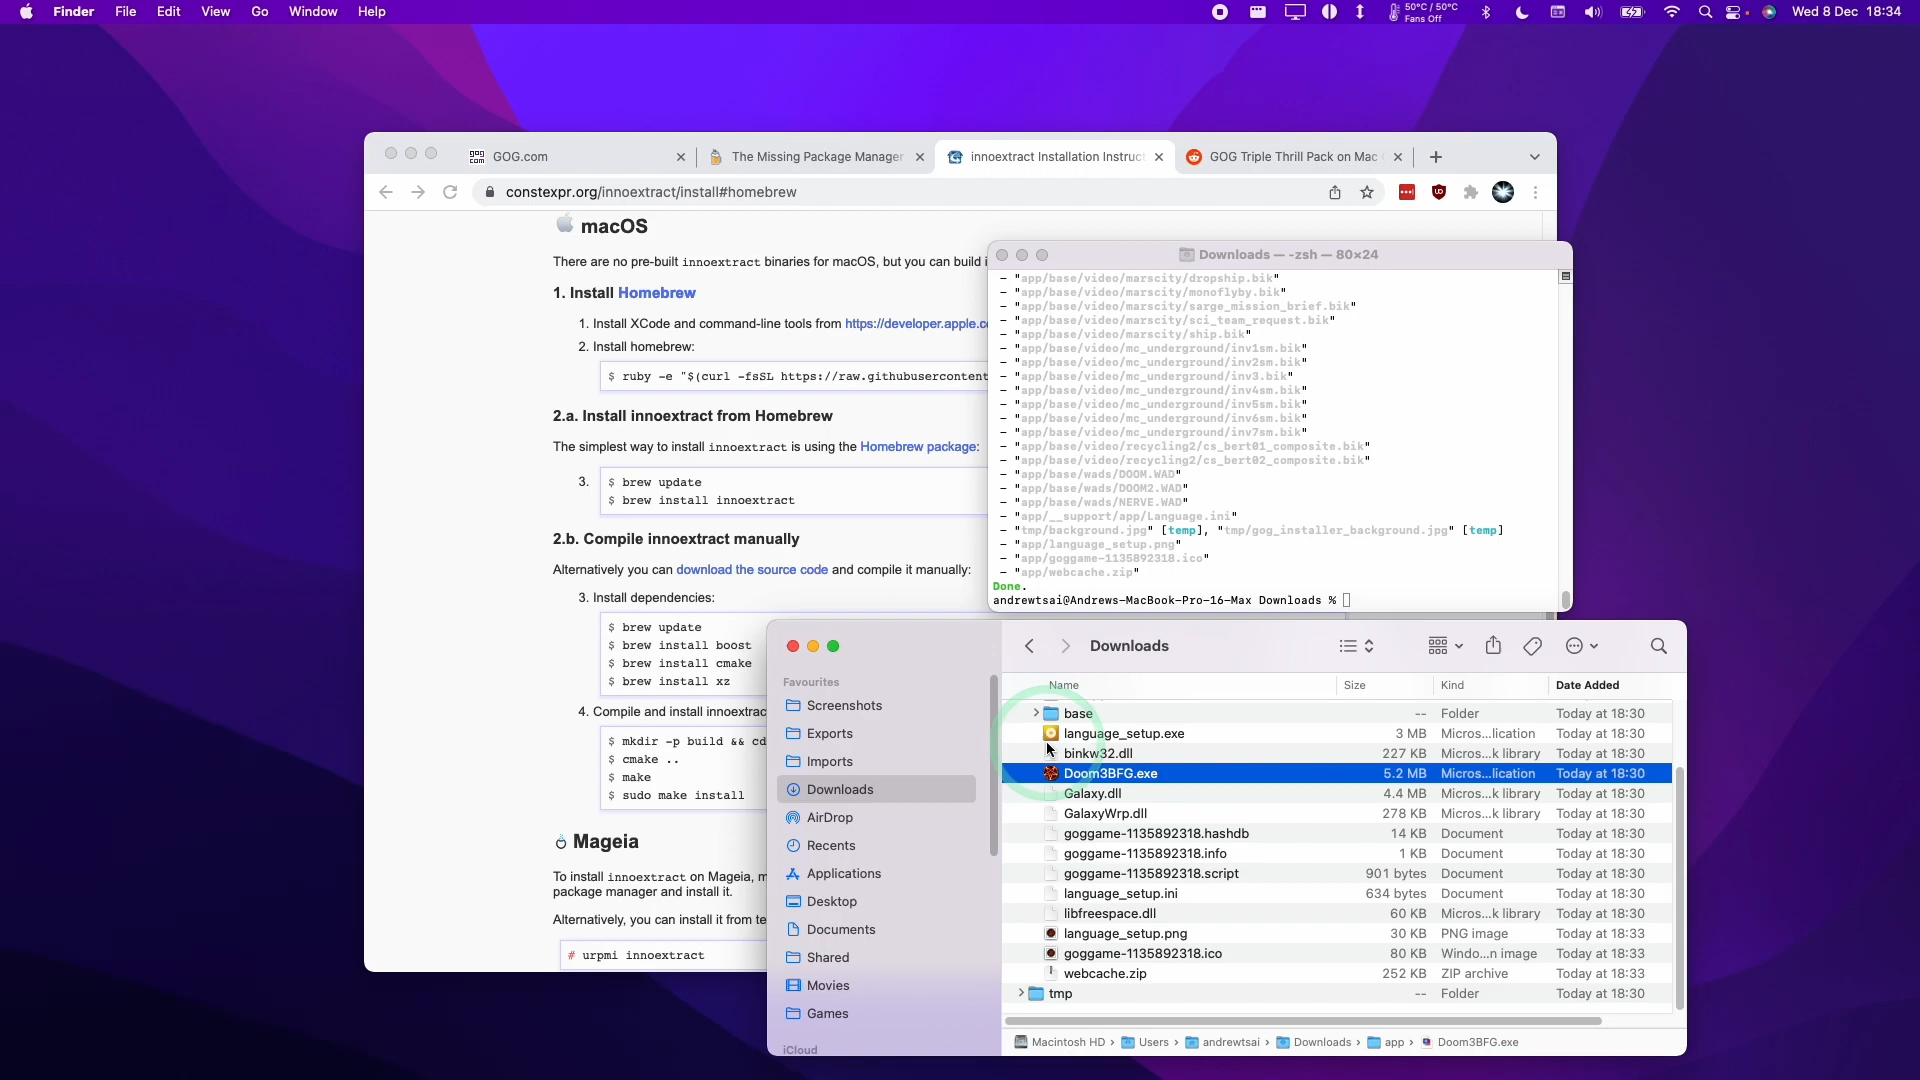 Finder File Edit View Go Window Help
50°C / 50°C
Fans Off
Wed 8 Dec 18:34
GOG.com
The Missing Package Manager
innoextract Installation Instruct
GOG Triple Thrill Pack on Mac
constexpr.org/innoextract/install#homebrew
macOS
There are no pre-built innoextract binaries for macOS, but you can build i
1. Install Homebrew
1. Install XCode and command-line tools from https://developer.apple.c
2. Install homebrew:
$ ruby -e "$(curl -fsSL https://raw.githubusercontent
2.a. Install innoextract from Homebrew
The simplest way to install innoextract is using the Homebrew package:
3.
$ brew update
$ brew install innoextract
2.b. Compile innoextract manually
Alternatively you can download the source code and compile it manually:
3. Install dependencies:
$ brew update
$ brew install boost
$ brew install cmake
$ brew install xz
4. Compile and install innoextrac
$ mkdir -p build && cd
$ cmake ..
$ make
$ sudo make install
Mageia
To install innoextract on Mageia, m
package manager and install it.
Alternatively, you can install it from te
# urpmi innoextract
Downloads — -zsh — 80×24
- "app/base/video/marscity/dropship.bik"
- "app/base/video/marscity/monoflyby.bik"
- "app/base/video/marscity/sarge_mission_brief.bik"
- "app/base/video/marscity/sci_team_request.bik"
- "app/base/video/marscity/ship.bik"
- "app/base/video/mc_underground/inv1sm.bik"
- "app/base/video/mc_underground/inv2sm.bik"
- "app/base/video/mc_underground/inv3.bik"
- "app/base/video/mc_underground/inv4sm.bik"
- "app/base/video/mc_underground/inv5sm.bik"
- "app/base/video/mc_underground/inv6sm.bik"
- "app/base/video/mc_underground/inv7sm.bik"
- "app/base/video/recycling2/cs_bert01_composite.bik"
- "app/base/video/recycling2/cs_bert02_composite.bik"
- "app/base/wads/DOOM.WAD"
- "app/base/wads/DOOM2.WAD"
- "app/base/wads/NERVE.WAD"
- "app/__support/app/Language.ini"
- "tmp/background.jpg" [temp], "tmp/gog_installer_background.jpg" [temp]
- "app/language_setup.png"
- "app/goggame-1135892318.ico"
- "app/webcache.zip"
Done.
andrewtsai@Andrews-MacBook-Pro-16-Max Downloads %
Favourites
Screenshots
Exports
Imports
Downloads
AirDrop
Recents
Applications
Desktop
Documents
Shared
Movies
Games
iCloud
Downloads
Name Size Kind Date Added
base -- Folder Today at 18:30
language_setup.exe 3 MB Micros...lication Today at 18:30
binkw32.dll 227 KB Micros...k library Today at 18:30
Doom3BFG.exe 5.2 MB Micros...lication Today at 18:30
Galaxy.dll 4.4 MB Micros...k library Today at 18:30
GalaxyWrp.dll 278 KB Micros...k library Today at 18:30
goggame-1135892318.hashdb 14 KB Document Today at 18:30
goggame-1135892318.info 1 KB Document Today at 18:30
goggame-1135892318.script 901 bytes Document Today at 18:30
language_setup.ini 634 bytes Document Today at 18:30
libfreespace.dll 60 KB Micros...k library Today at 18:30
language_setup.png 30 KB PNG image Today at 18:33
goggame-1135892318.ico 80 KB Windo...n image Today at 18:33
webcache.zip 252 KB ZIP archive Today at 18:33
tmp -- Folder Today at 18:30
Macintosh HD › Users › andrewtsai › Downloads › app › Doom3BFG.exe